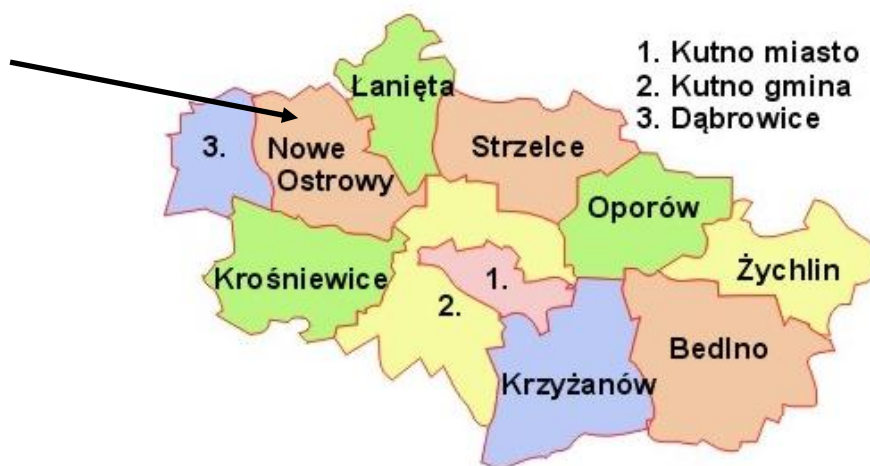 1. Kutno miasto
2. Kutno gmina
3. Dąbrowice
Łanięta
3.
Nowe
Ostrowy
Strzelce
Oporów
Krośniewice
1.
2.
Żychlin
Bedlno
Krzyżanów